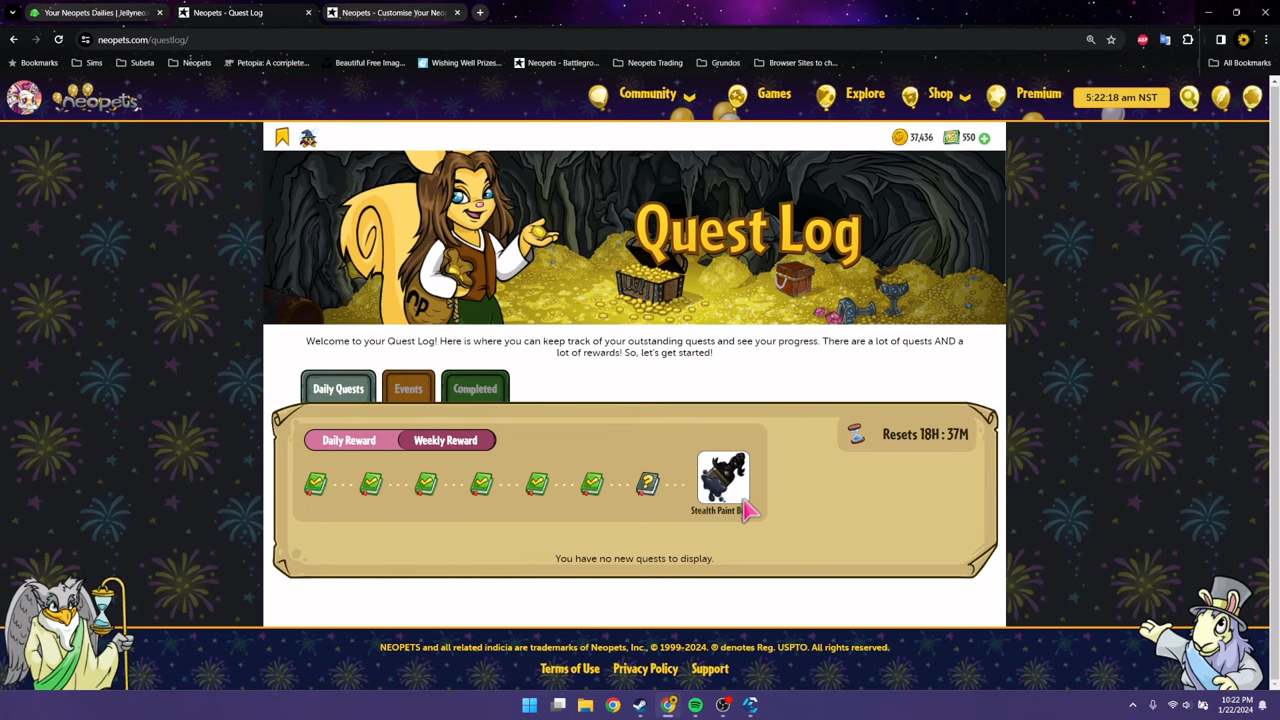 Your Neopets Dailies | Jellyneo
Neopets - Quest Log
Neopets - Customise Your Neo
neopets.com/questlog/
Bookmarks
Sims
Subeta
Neopets
Petopia: A complete...
Beautiful Free Imag...
Wishing Well Prizes...
Neopets - Battlegro...
Neopets Trading
Grundos
Browser Sites to ch...
All Bookmarks
neopets
Community
Games
Explore
Shop
Premium
5:22:18 am NST
37,436
550
Quest Log
Welcome to your Quest Log! Here is where you can keep track of your outstanding quests and see your progress. There are a lot of quests AND a
lot of rewards! So, let's get started!
Daily Quests
Events
Completed
Daily Reward
Weekly Reward
Resets 18H : 37M
Stealth Paint
You have no new quests to display.
NEOPETS and all related indicia are trademarks of Neopets, Inc., © 1999-2024. ® denotes Reg. USPTO. All rights reserved.
Terms of Use
Privacy Policy
Support
10:22 PM
1/22/2024